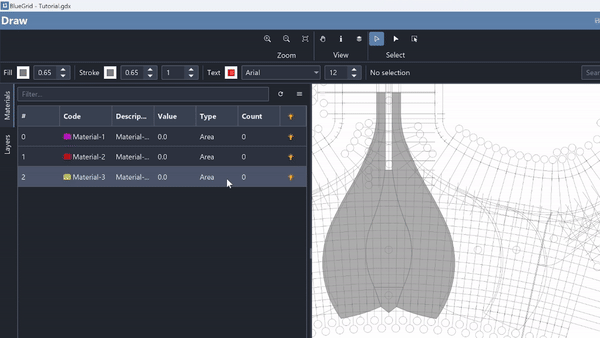 BlueGrid - Tutorial.gdx
Draw
Zoom View Select
Fill 0.65 Stroke 0.65 1 Text Arial 12 No selection Sear
Materials
Layers
Filter...
# Code Descrip... Value Type Count
0 Material-1 Material-... 0.0 Area 0
1 Material-2 Material-... 0.0 Area 0
2 Material-3 Material-... 0.0 Area 0